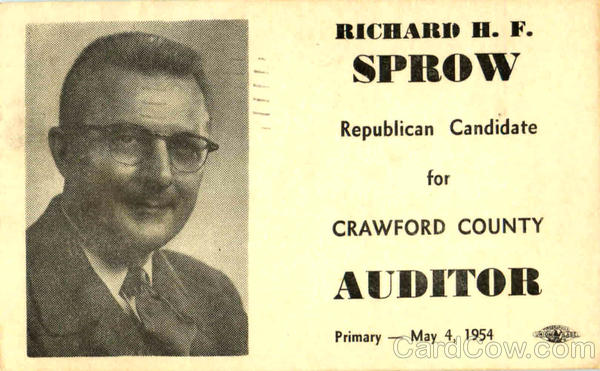 RICHARD H. F.
SPROW
Republican Candidate
for
CRAWFORD COUNTY
AUDITOR
Primary — May 4, 1954
CardCow.com